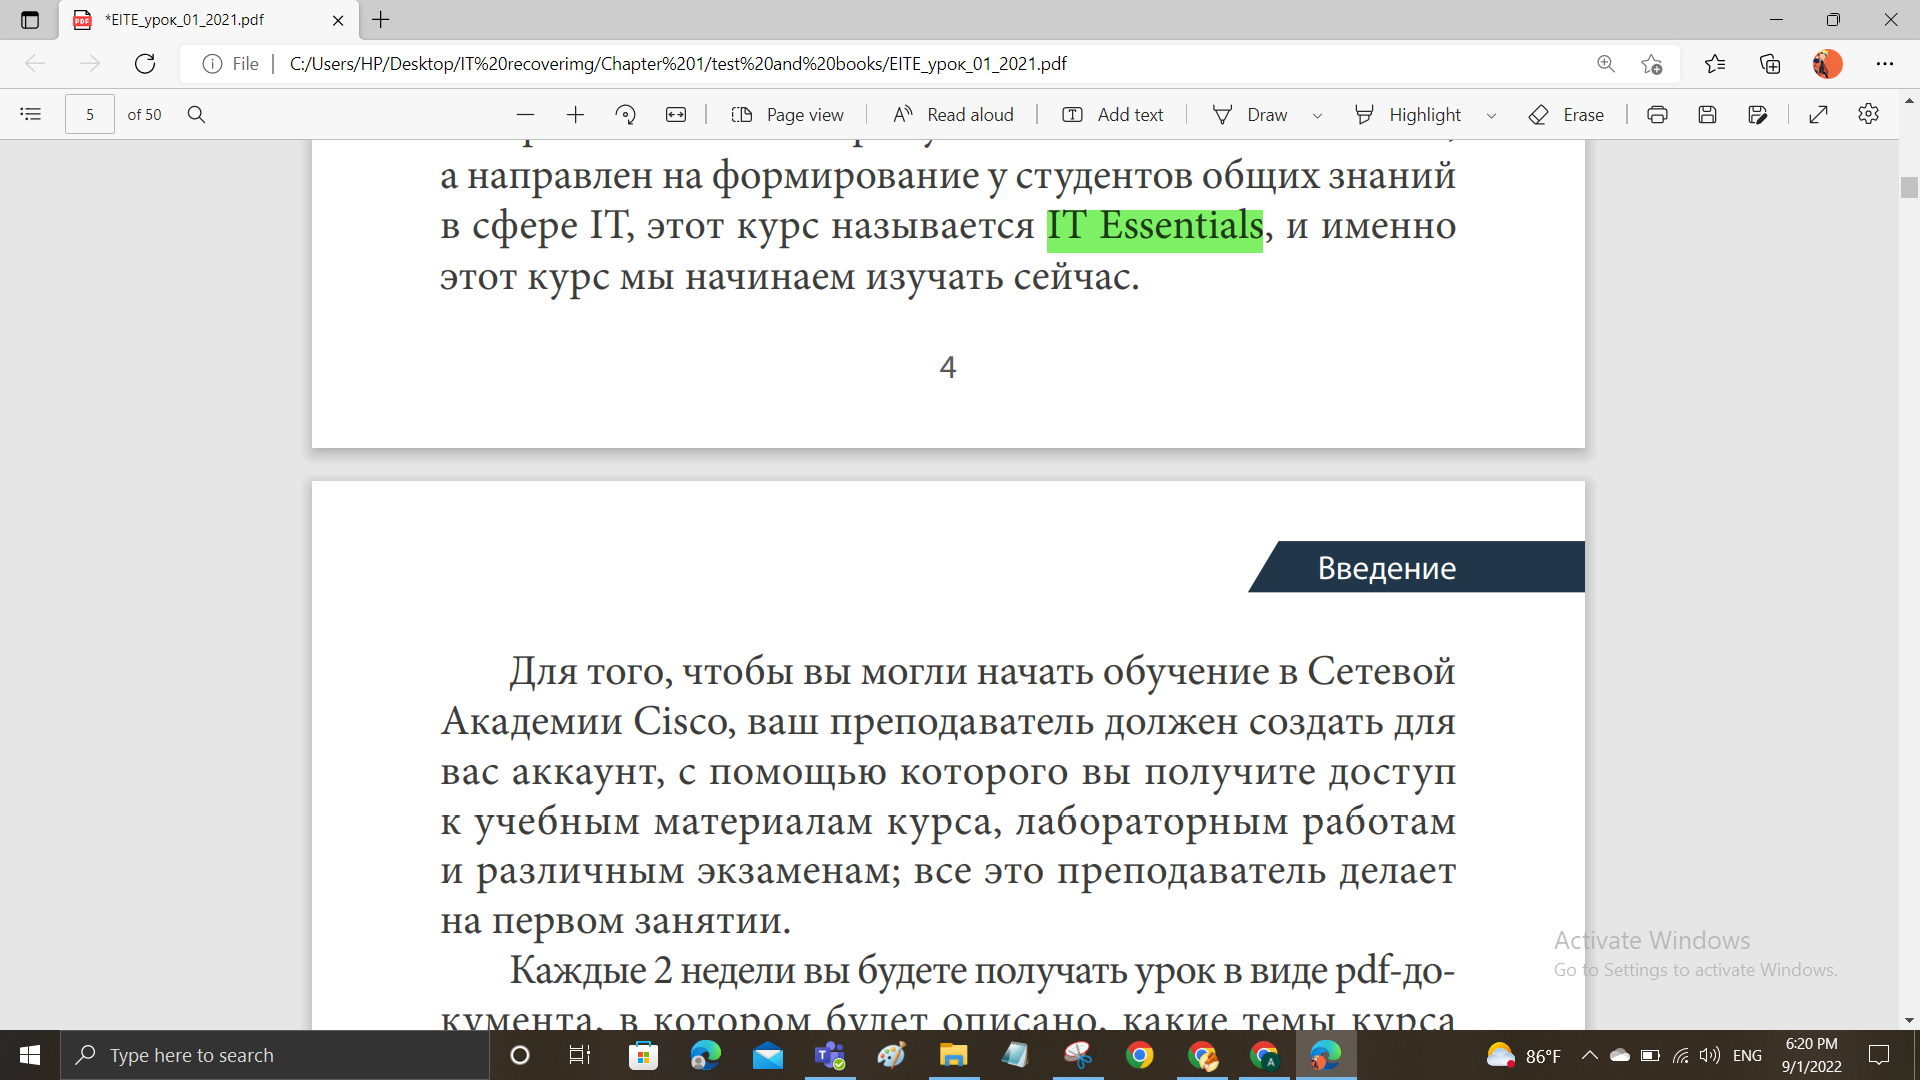 *EITE_урок_01_2021.pdf
File
C:/Users/HP/Desktop/IT%20recoverimg/Chapter%201/test%20and%20books/EITE_урок_01_2021.pdf
5 of 50
Page view
Read aloud
Add text
Draw
Highlight
Erase
а направлен на формирование у студентов общих знаний
в сфере IT, этот курс называется IT Essentials, и именно
этот курс мы начинаем изучать сейчас.
4
Введение
Для того, чтобы вы могли начать обучение в Сетевой
Академии Cisco, ваш преподаватель должен создать для
вас аккаунт, с помощью которого вы получите доступ
к учебным материалам курса, лабораторным работам
и различным экзаменам; все это преподаватель делает
на первом занятии.
Каждые 2 недели вы будете получать урок в виде pdf-до-
кумента, в котором будет описано, какие темы курса
Activate Windows
Go to Settings to activate Windows.
Type here to search
86°F
ENG
6:20 PM
9/1/2022